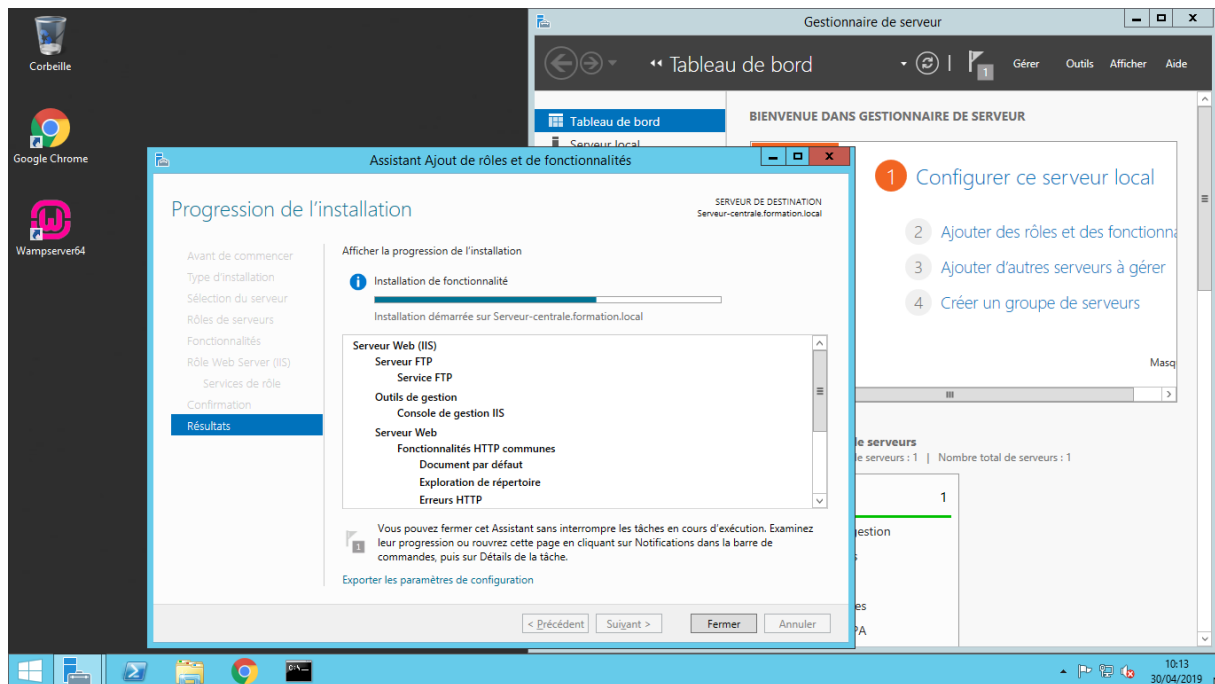 Corbeille
Google Chrome
Wampserver64
Gestionnaire de serveur
Tableau de bord
1
Gérer
Outils
Afficher
Aide
Tableau de bord
Serveur local
BIENVENUE DANS GESTIONNAIRE DE SERVEUR
1 Configurer ce serveur local
2 Ajouter des rôles et des fonctionna
3 Ajouter d'autres serveurs à gérer
4 Créer un groupe de serveurs
Masq
le serveurs
de serveurs : 1 | Nombre total de serveurs : 1
1
gestion
s
es
PA
Assistant Ajout de rôles et de fonctionnalités
Progression de l'installation
SERVEUR DE DESTINATION
Serveur-centrale.formation.local
Avant de commencer
Type d'installation
Sélection du serveur
Rôles de serveurs
Fonctionnalités
Rôle Web Server (IIS)
Services de rôle
Confirmation
Résultats
Afficher la progression de l'installation
Installation de fonctionnalité
Installation démarrée sur Serveur-centrale.formation.local
Serveur Web (IIS)
Serveur FTP
Service FTP
Outils de gestion
Console de gestion IIS
Serveur Web
Fonctionnalités HTTP communes
Document par défaut
Exploration de répertoire
Erreurs HTTP
1
Vous pouvez fermer cet Assistant sans interrompre les tâches en cours d'exécution. Examinez
leur progression ou rouvrez cette page en cliquant sur Notifications dans la barre de
commandes, puis sur Détails de la tâche.
Exporter les paramètres de configuration
< Précédent
Suivant >
Fermer
Annuler
10:13
30/04/2019